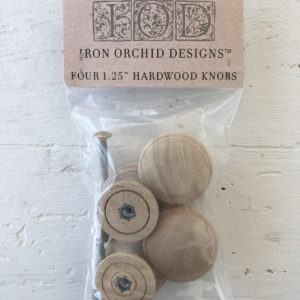 IOD
IRON ORCHID DESIGNS™
FOUR 1.25" HARDWOOD KNOBS